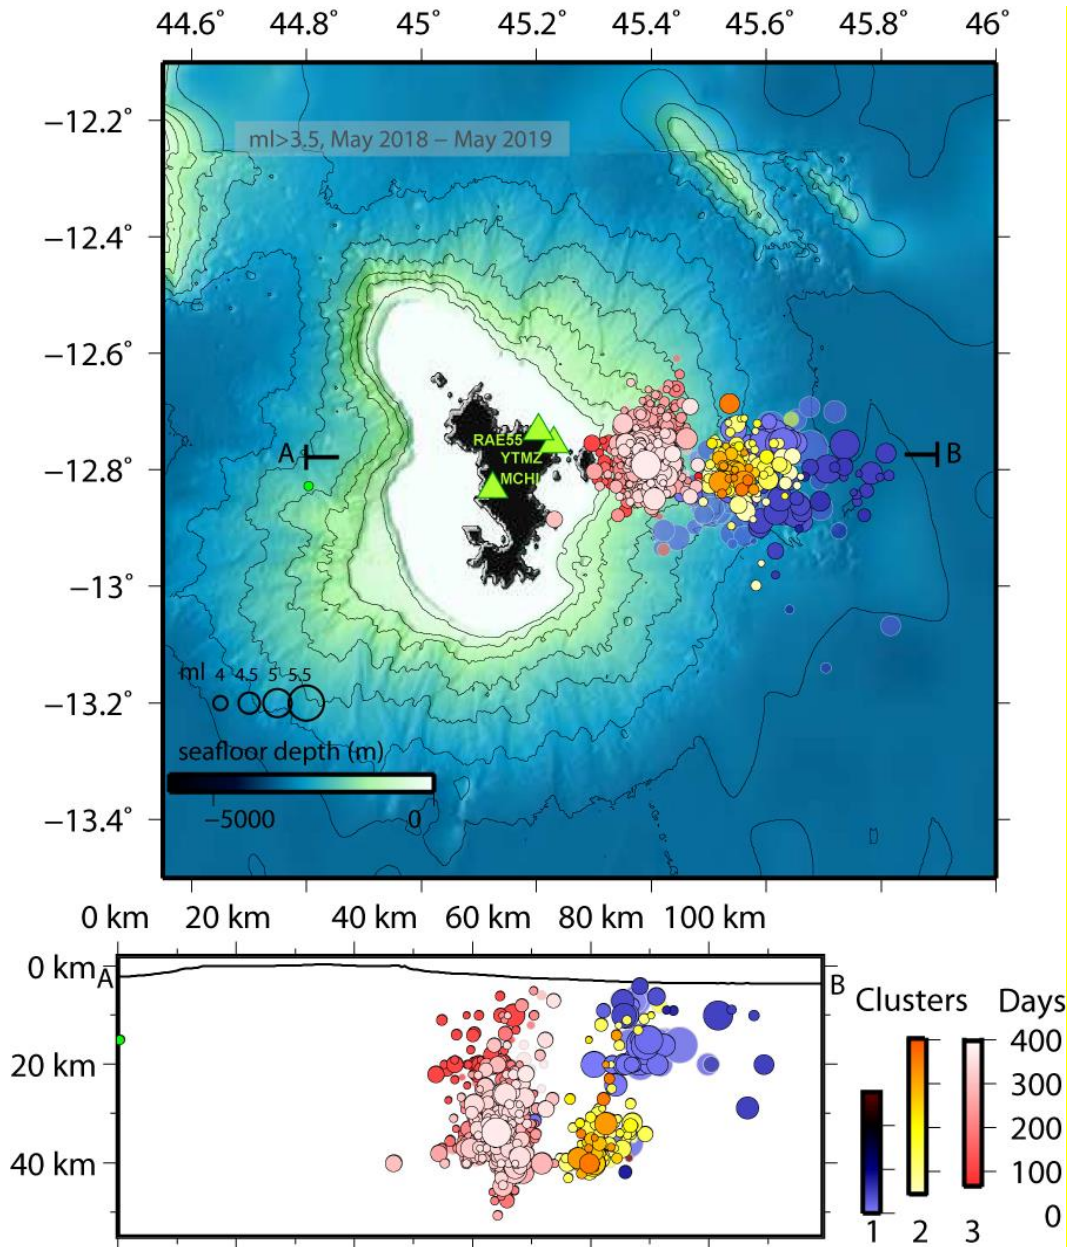 44.6° 44.8° 45° 45.2° 45.4° 45.6° 45.8° 46°
−12.2°
ml>3.5, May 2018 – May 2019
−12.4°
−12.6°
RAE55
A B
YTMZ
−12.8°
MCHI
−13°
ml 4 4.5 5 5.5
−13.2°
seafloor depth (m)
−5000 0
−13.4°
0 km 20 km 40 km 60 km 80 km 100 km
0 km A B
Clusters Days
400
20 km 300
200
40 km 100
0
1 2 3